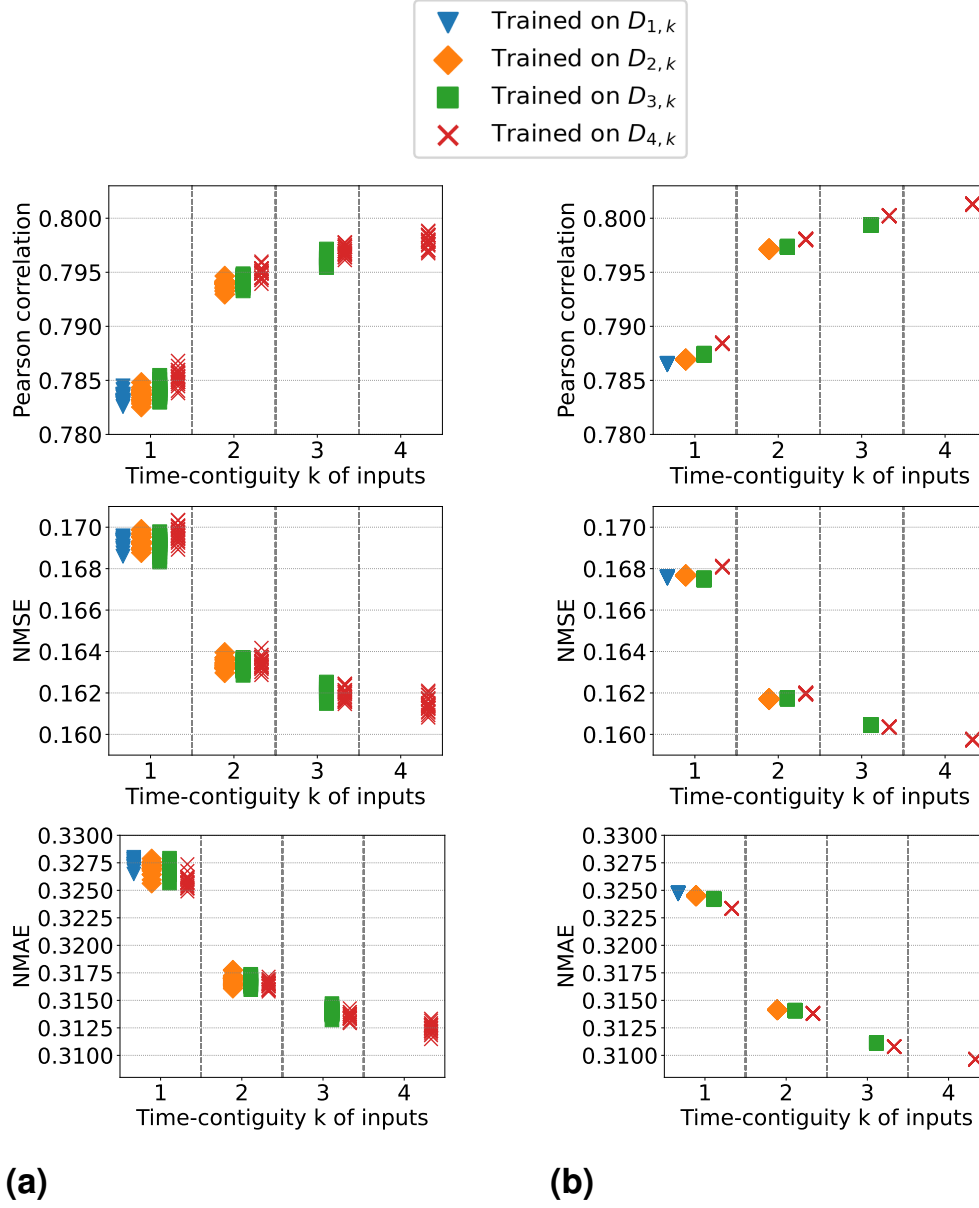 Trained on D1, k
Trained on D2, k
Trained on D3, k
Trained on D4, k
0.800
0.795
0.790
0.785
0.780
Pearson correlation
1 2 3 4
Time-contiguity k of inputs
0.800
0.795
0.790
0.785
0.780
Pearson correlation
1 2 3 4
Time-contiguity k of inputs
0.170
0.168
0.166
0.164
0.162
0.160
NMSE
1 2 3 4
Time-contiguity k of inputs
0.170
0.168
0.166
0.164
0.162
0.160
NMSE
1 2 3 4
Time-contiguity k of inputs
0.3300
0.3275
0.3250
0.3225
0.3200
0.3175
0.3150
0.3125
0.3100
NMAE
1 2 3 4
Time-contiguity k of inputs
0.3300
0.3275
0.3250
0.3225
0.3200
0.3175
0.3150
0.3125
0.3100
NMAE
1 2 3 4
Time-contiguity k of inputs
(a)
(b)